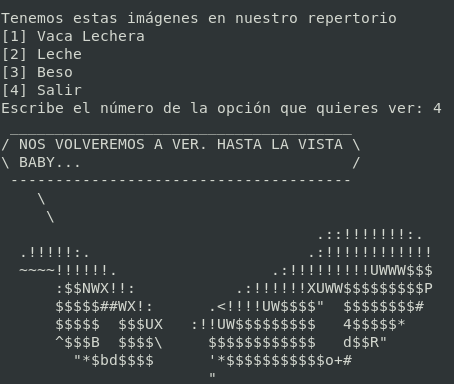 Tenemos estas imágenes en nuestro repertorio
[1] Vaca Lechera
[2] Leche
[3] Beso
[4] Salir
Escribe el número de la opción que quieres ver: 4
 ______________________________________
/ NOS VOLVEREMOS A VER. HASTA LA VISTA \
\ BABY...                              /
 --------------------------------------
    \
     \
                                   .::!!!!!!!:.
  .!!!!!:.                        .:!!!!!!!!!!!!
  ~~~~!!!!!!.                 .:!!!!!!!!!UWWW$$$
      :$$NWX!!:           .:!!!!!!XUWW$$$$$$$$$P
      $$$$$##WX!:      .<!!!!UW$$$$"  $$$$$$$$#
      $$$$$  $$$UX   :!!UW$$$$$$$$$   4$$$$$*
      ^$$$B  $$$$\     $$$$$$$$$$$$   d$$R"
        "*$bd$$$$      '*$$$$$$$$$$$o+#
                       "